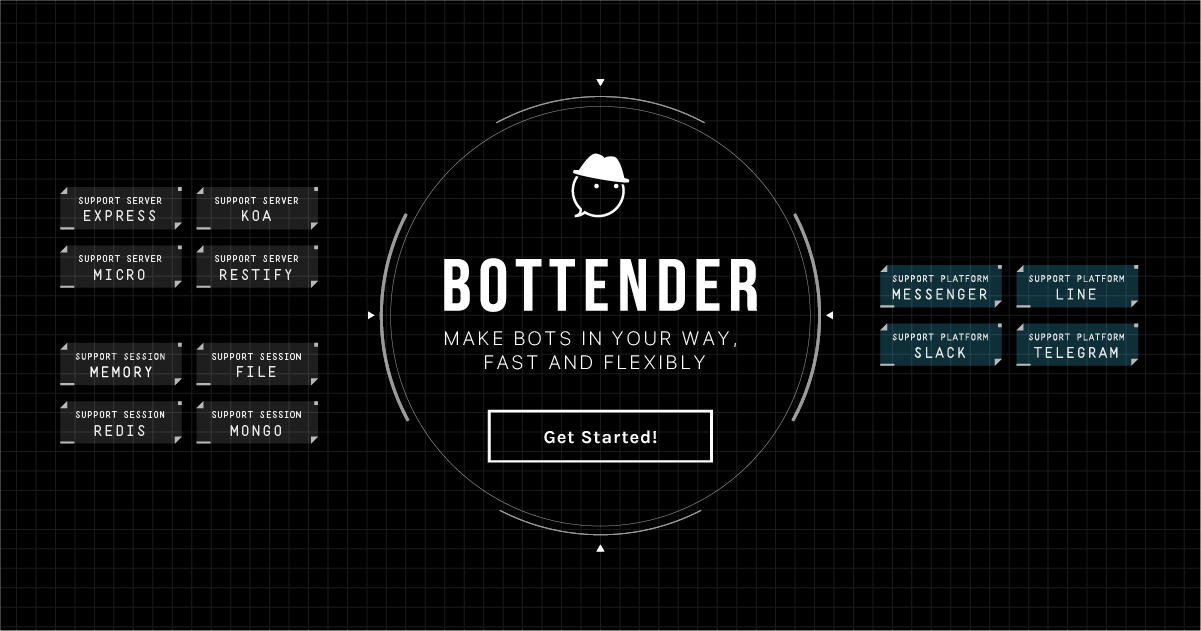 SUPPORT SERVER
EXPRESS
SUPPORT SERVER
KOA
SUPPORT SERVER
MICRO
SUPPORT SERVER
RESTIFY
SUPPORT SESSION
MEMORY
SUPPORT SESSION
FILE
SUPPORT SESSION
REDIS
SUPPORT SESSION
MONGO
BOTTENDER
MAKE BOTS IN YOUR WAY,
FAST AND FLEXIBLY
Get Started!
SUPPORT PLATFORM
MESSENGER
SUPPORT PLATFORM
LINE
SUPPORT PLATFORM
SLACK
SUPPORT PLATFORM
TELEGRAM